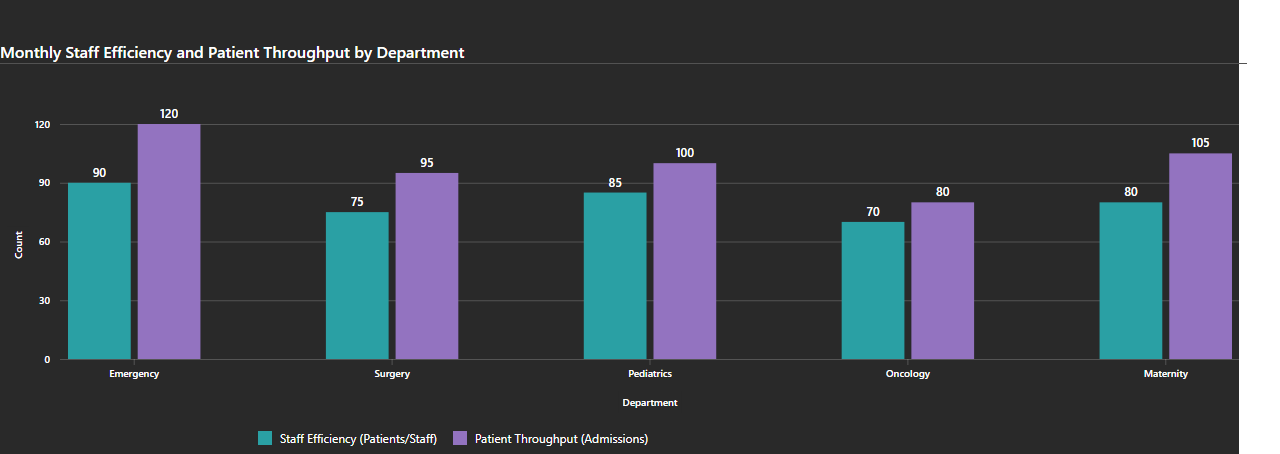 Monthly Staff Efficiency and Patient Throughput by Department
120
120
105
100
95
90
90
85
80
80
75
70
60
30
0
Count
Emergency
Surgery
Pediatrics
Oncology
Maternity
Department
Staff Efficiency (Patients/Staff)
Patient Throughput (Admissions)